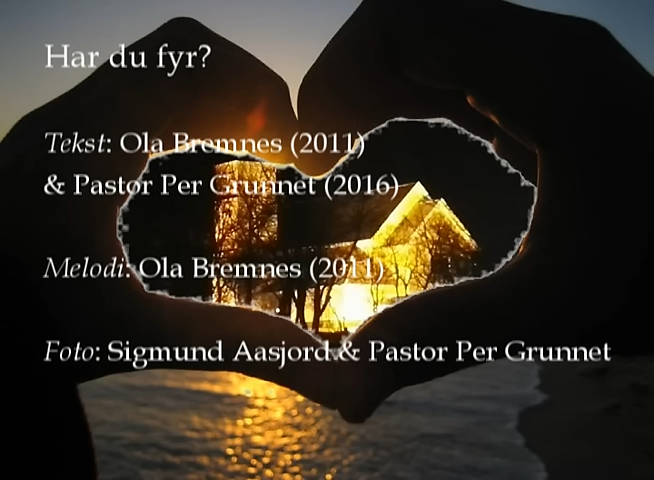 Har du fyr?
Tekst: Ola Bremnes (2011)
& Pastor Per Grunnet (2016)
Melodi: Ola Bremnes (2011)
Foto: Sigmund Aasjord & Pastor Per Grunnet